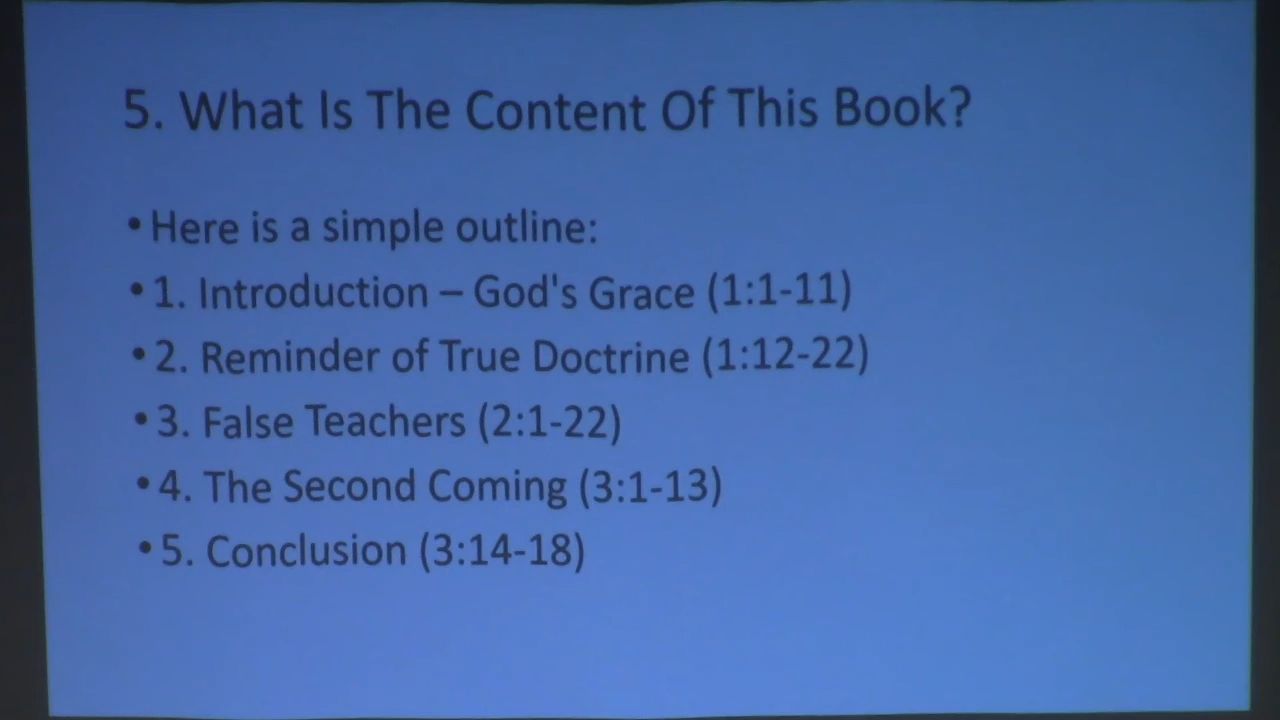 5. What Is The Content Of This Book?
• Here is a simple outline:
• 1. Introduction – God's Grace (1:1-11)
• 2. Reminder of True Doctrine (1:12-22)
• 3. False Teachers (2:1-22)
• 4. The Second Coming (3:1-13)
• 5. Conclusion (3:14-18)